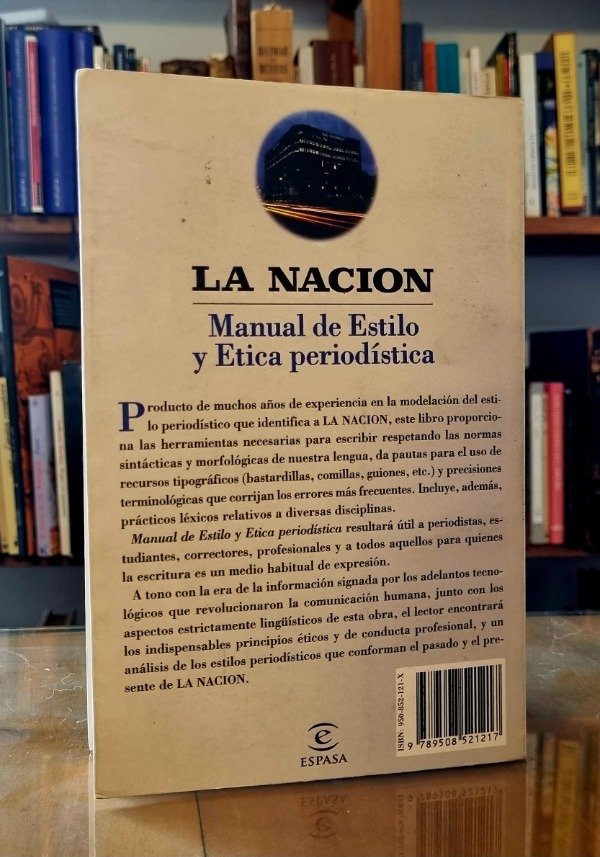 LA NACION
Manual de Estilo
y Etica periodística
Producto de muchos años de experiencia en la modelación del esti-
lo periodístico que identifica a LA NACION, este libro proporcio-
na las herramientas necesarias para escribir respetando las normas
sintácticas y morfológicas de nuestra lengua, da pautas para el uso de
recursos tipográficos (bastardillas, comillas, guiones, etc.) y precisiones
terminológicas que corrijan los errores más frecuentes. Incluye, además,
prácticos léxicos relativos a diversas disciplinas.
Manual de Estilo y Etica periodística resultará útil a periodistas, es-
tudiantes, correctores, profesionales y a todos aquellos para quienes
la escritura es un medio habitual de expresión.
A tono con la era de la información signada por los adelantos tecno-
lógicos que revolucionaron la comunicación humana, junto con los
aspectos estrictamente lingüísticos de esta obra, el lector encontrará
los indispensables principios éticos y de conducta profesional, y un
análisis de los estilos periodísticos que conforman el pasado y el pre-
sente de LA NACION.
e
ESPASA
ISBN: 950-852-121-X
9 789508 521217